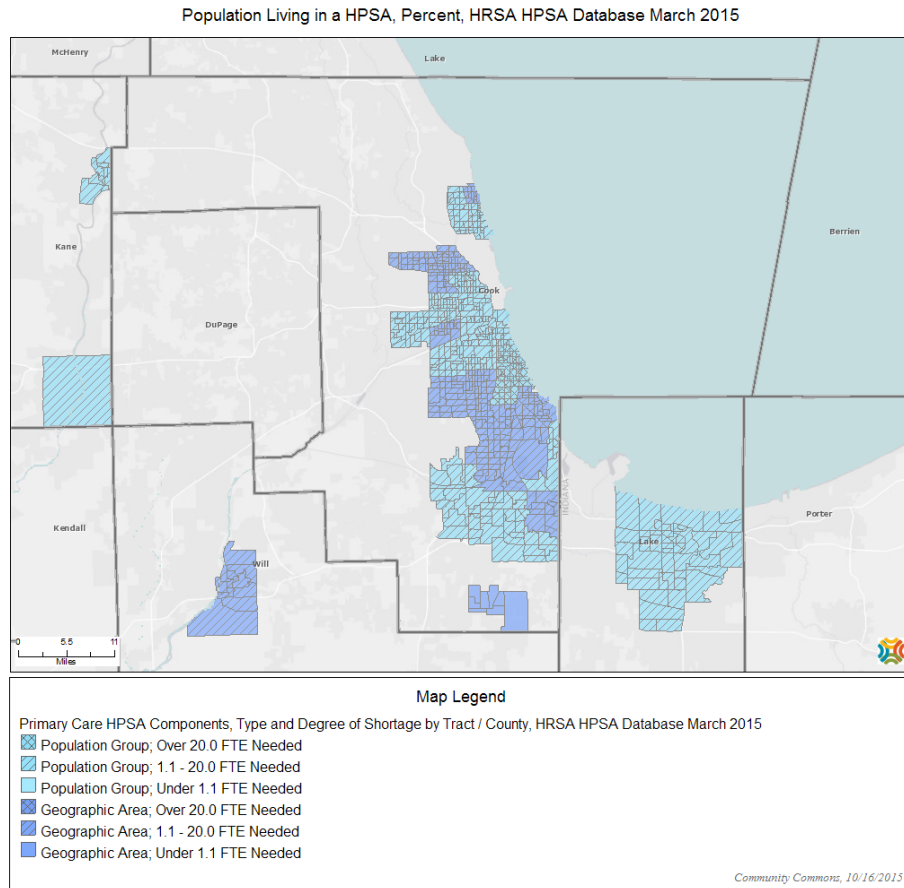 Population Living in a HPSA, Percent, HRSA HPSA Database March 2015
McHenry
Lake
Kane
Berrien
Cook
DuPage
INDIANA
Kendall
Lake
Porter
Will
0 5.5 11
Miles
Map Legend
Primary Care HPSA Components, Type and Degree of Shortage by Tract / County, HRSA HPSA Database March 2015
Population Group; Over 20.0 FTE Needed
Population Group; 1.1 - 20.0 FTE Needed
Population Group; Under 1.1 FTE Needed
Geographic Area; Over 20.0 FTE Needed
Geographic Area; 1.1 - 20.0 FTE Needed
Geographic Area; Under 1.1 FTE Needed
Community Commons, 10/16/2015